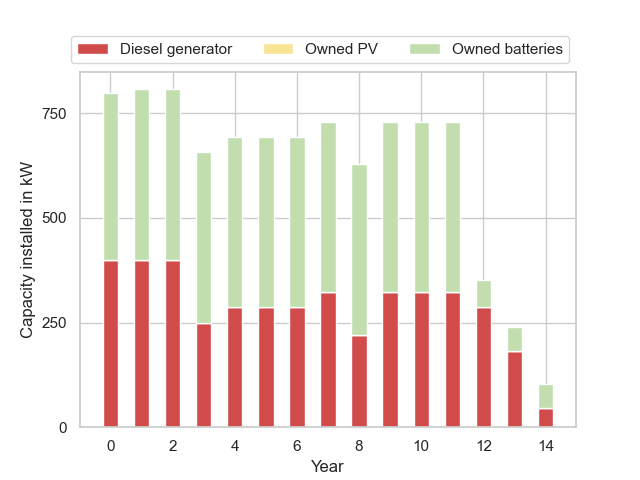 Diesel generator Owned PV Owned batteries
750
500
250
0
Capacity installed in kW
0 2 4 6 8 10 12 14
Year